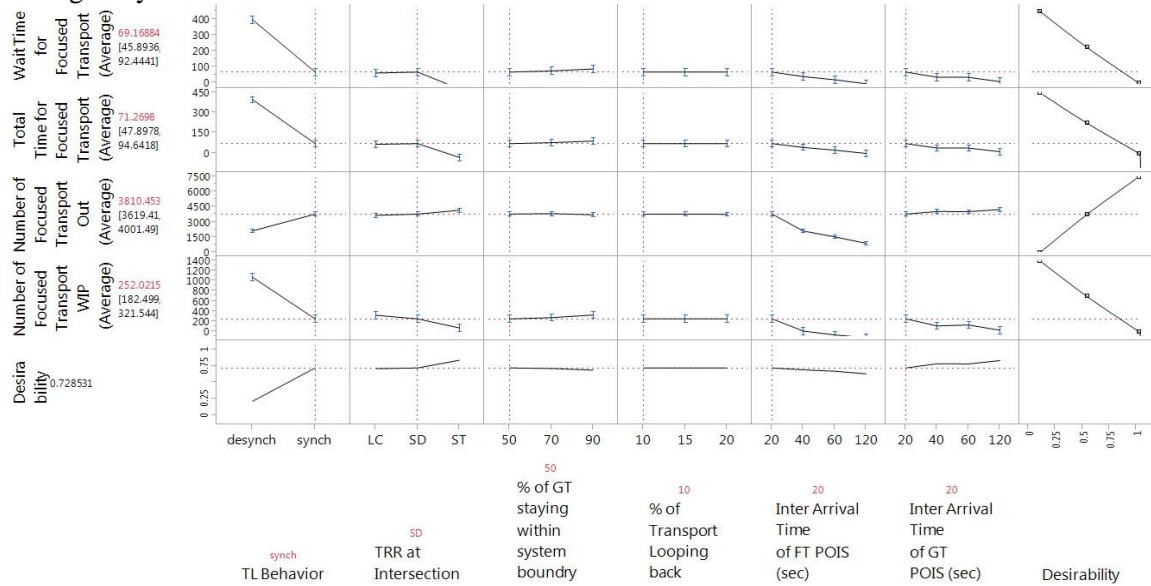 Wait Time
for
Focused
Transport
(Average)
69.16884
[45.8936,
92.4441]
400
300
200
100
0
Total
Time for
Focused
Transport
(Average)
71.2698
[47.8978,
94.6418]
450
300
150
0
Number of
Focused
Transport
Out
(Average)
3810.453
[3619.41,
4001.49]
7500
6000
4500
3000
1500
0
Number of
Focused
Transport
WIP
(Average)
252.0215
[182.499,
321.544]
1400
1200
1000
800
600
400
200
0
Desira
bility
0.728531
1
0.75
0.25
0
desynch synch LC SD ST 50 70 90 10 15 20 20 40 60 120 20 40 60 120 0 0.25 0.5 0.75 1
synch
TL Behavior
SD
TRR at
Intersection
50
% of GT
staying
within
system
boundry
10
% of
Transport
Looping
back
20
Inter Arrival
Time
of FT POIS
(sec)
20
Inter Arrival
Time
of GT
POIS (sec)
Desirability